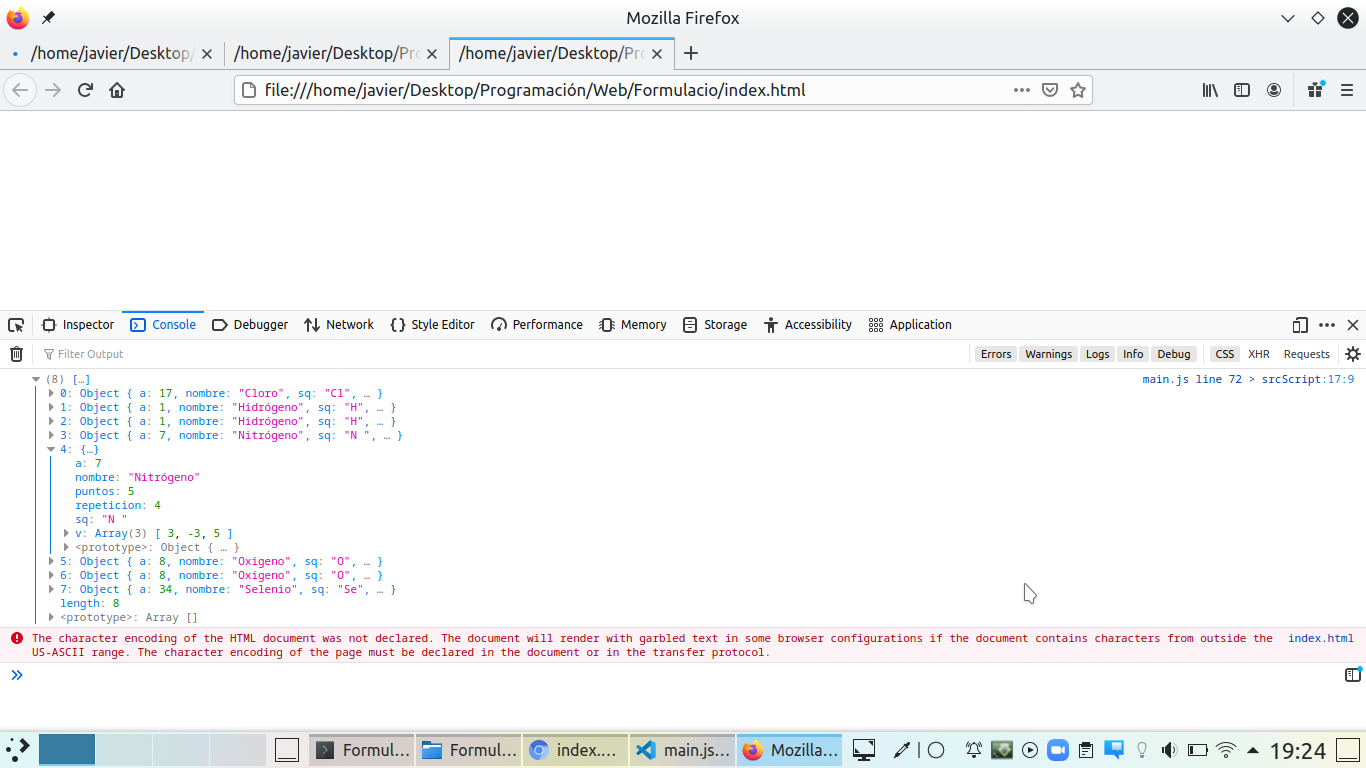 Mozilla Firefox
/home/javier/Desktop/ /home/javier/Desktop/Pro /home/javier/Desktop/Pro
file:///home/javier/Desktop/Programación/Web/Formulacio/index.html
Inspector Console Debugger Network Style Editor Performance Memory Storage Accessibility Application
Filter Output Errors Warnings Logs Info Debug CSS XHR Requests
(8) […] main.js line 72 > srcScript:17:9
0: Object { a: 17, nombre: "Cloro", sq: "Cl", … }
1: Object { a: 1, nombre: "Hidrógeno", sq: "H", … }
2: Object { a: 1, nombre: "Hidrógeno", sq: "H", … }
3: Object { a: 7, nombre: "Nitrógeno", sq: "N ", … }
4: {…}
a: 7
nombre: "Nitrógeno"
puntos: 5
repeticion: 4
sq: "N "
v: Array(3) [ 3, -3, 5 ]
<prototype>: Object { … }
5: Object { a: 8, nombre: "Oxigeno", sq: "O", … }
6: Object { a: 8, nombre: "Oxigeno", sq: "O", … }
7: Object { a: 34, nombre: "Selenio", sq: "Se", … }
length: 8
<prototype>: Array []
The character encoding of the HTML document was not declared. The document will render with garbled text in some browser configurations if the document contains characters from outside the index.html
US-ASCII range. The character encoding of the page must be declared in the document or in the transfer protocol.
Formul... Formul... index.... main.js... Mozilla... 19:24